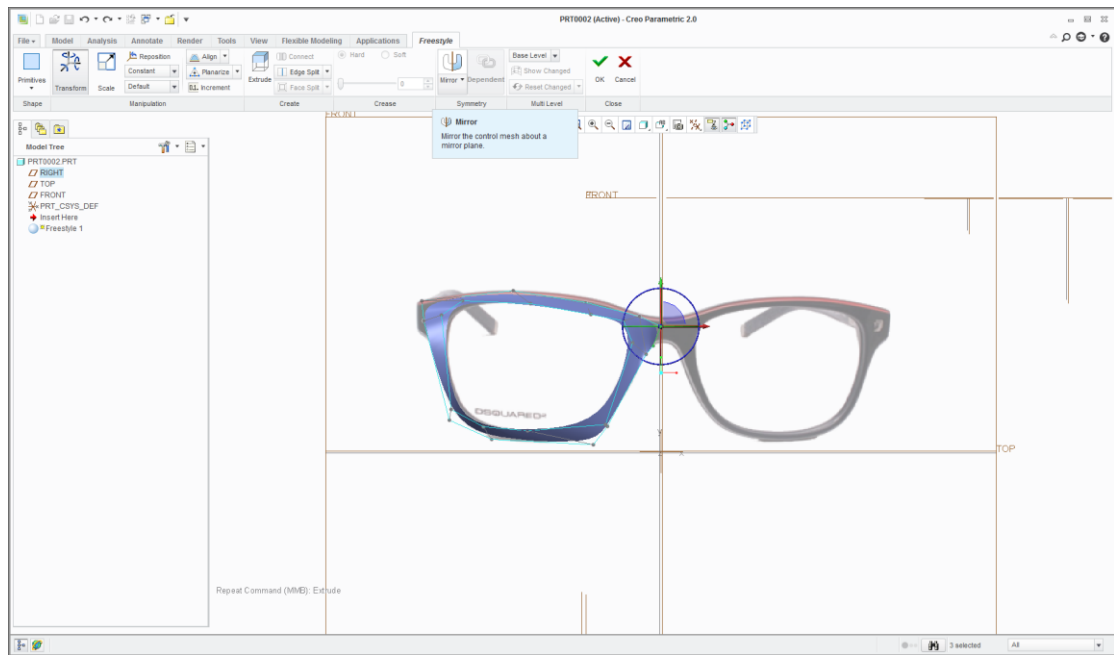 PRT0002 (Active) - Creo Parametric 2.0
File Model Analysis Annotate Render Tools View Flexible Modeling Applications Freestyle
Primitives
Transform
Scale
Reposition
Constant
Default
Align
Planarize
Increment
Extrude
Connect
Edge Split
Face Split
Hard Soft
0
Mirror
Dependent
Base Level
Show Changed
Reset Changed
OK Cancel
Shape Manipulation Create Crease Symmetry Multi Level Close
Mirror
Mirror the control mesh about a
mirror plane.
Model Tree
PRT0002.PRT
RIGHT
TOP
FRONT
PRT_CSYS_DEF
Insert Here
Freestyle 1
FRONT
FRONT
DSQUARED2
y
x
TOP
Repeat Command (MMB): Extrude
3 selected All